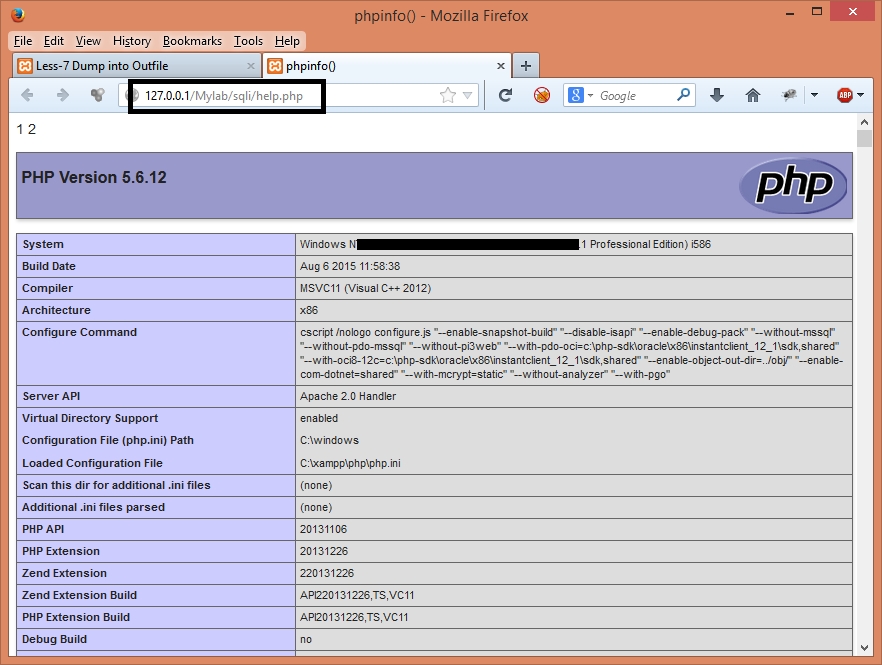 phpinfo() - Mozilla Firefox
File Edit View History Bookmarks Tools Help
Less-7 Dump into Outfile
phpinfo()
127.0.0.1/Mylab/sqli/help.php
8 Google
ABP
1 2
PHP Version 5.6.12
php
System Windows N .1 Professional Edition) i586
Build Date Aug 6 2015 11:58:38
Compiler MSVC11 (Visual C++ 2012)
Architecture x86
Configure Command cscript /nologo configure.js "--enable-snapshot-build" "--disable-isapi" "--enable-debug-pack" "--without-mssql"
"--without-pdo-mssql" "--without-pi3web" "--with-pdo-oci=c:\php-sdk\oracle\x86\instantclient_12_1\sdk,shared"
"--with-oci8-12c=c:\php-sdk\oracle\x86\instantclient_12_1\sdk,shared" "--enable-object-out-dir=../obj/" "--enable-
com-dotnet=shared" "--with-mcrypt=static" "--without-analyzer" "--with-pgo"
Server API Apache 2.0 Handler
Virtual Directory Support enabled
Configuration File (php.ini) Path C:\windows
Loaded Configuration File C:\xampp\php\php.ini
Scan this dir for additional .ini files (none)
Additional .ini files parsed (none)
PHP API 20131106
PHP Extension 20131226
Zend Extension 220131226
Zend Extension Build API220131226,TS,VC11
PHP Extension Build API20131226,TS,VC11
Debug Build no